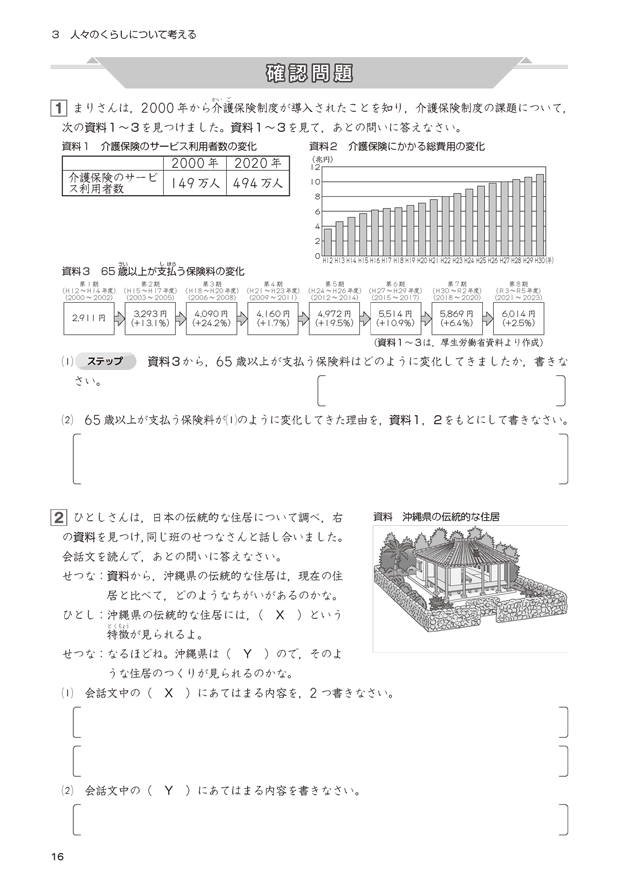 3　人々のくらしについて考える
確認問題
1　まりさんは，2000年から介護保険制度が導入されたことを知り，介護保険制度の課題について，
かいご
次の資料1～3を見つけました。資料1～3を見て，あとの問いに答えなさい。
資料1　介護保険のサービス利用者数の変化
2000年　2020年
介護保険のサービ
ス利用者数　149万人　494万人
資料2　介護保険にかかる総費用の変化
（兆円）
12
10
8
6
4
2
0
H12 H13 H14 H15 H16 H17 H18 H19 H20 H21 H22 H23 H24 H25 H26 H27 H28 H29 H30（年）
さい　しはら
資料3　65歳以上が支払う保険料の変化
第1期　第2期　第3期　第4期　第5期　第6期　第7期　第8期
（H12～H14年度）　（H15～H17年度）　（H18～H20年度）　（H21～H23年度）　（H24～H26年度）　（H27～H29年度）　（H30～R2年度）　（R3～R5年度）
（2000～2002）　（2003～2005）　（2006～2008）　（2009～2011）　（2012～2014）　（2015～2017）　（2018～2020）　（2021～2023）
2,911円　3,293円　4,090円　4,160円　4,972円　5,514円　5,869円　6,014円
（+13.1%）　（+24.2%）　（+1.7%）　（+19.5%）　（+10.9%）　（+6.4%）　（+2.5%）
（資料1～3は，厚生労働省資料より作成）
⑴　ステップ　資料3から，65歳以上が支払う保険料はどのように変化してきましたか，書きな
さい。
⑵　65歳以上が支払う保険料が⑴のように変化してきた理由を，資料1，2をもとにして書きなさい。
2　ひとしさんは，日本の伝統的な住居について調べ，右
の資料を見つけ，同じ班のせつなさんと話し合いました。
会話文を読んで，あとの問いに答えなさい。
せつな：資料から，沖縄県の伝統的な住居は，現在の住
居と比べて，どのようなちがいがあるのかな。
ひとし：沖縄県の伝統的な住居には，（　X　）という
とくちょう
特徴が見られるよ。
せつな：なるほどね。沖縄県は（　Y　）ので，そのよ
うな住居のつくりが見られるのかな。
資料　沖縄県の伝統的な住居
⑴　会話文中の（　X　）にあてはまる内容を，2つ書きなさい。
⑵　会話文中の（　Y　）にあてはまる内容を書きなさい。
16